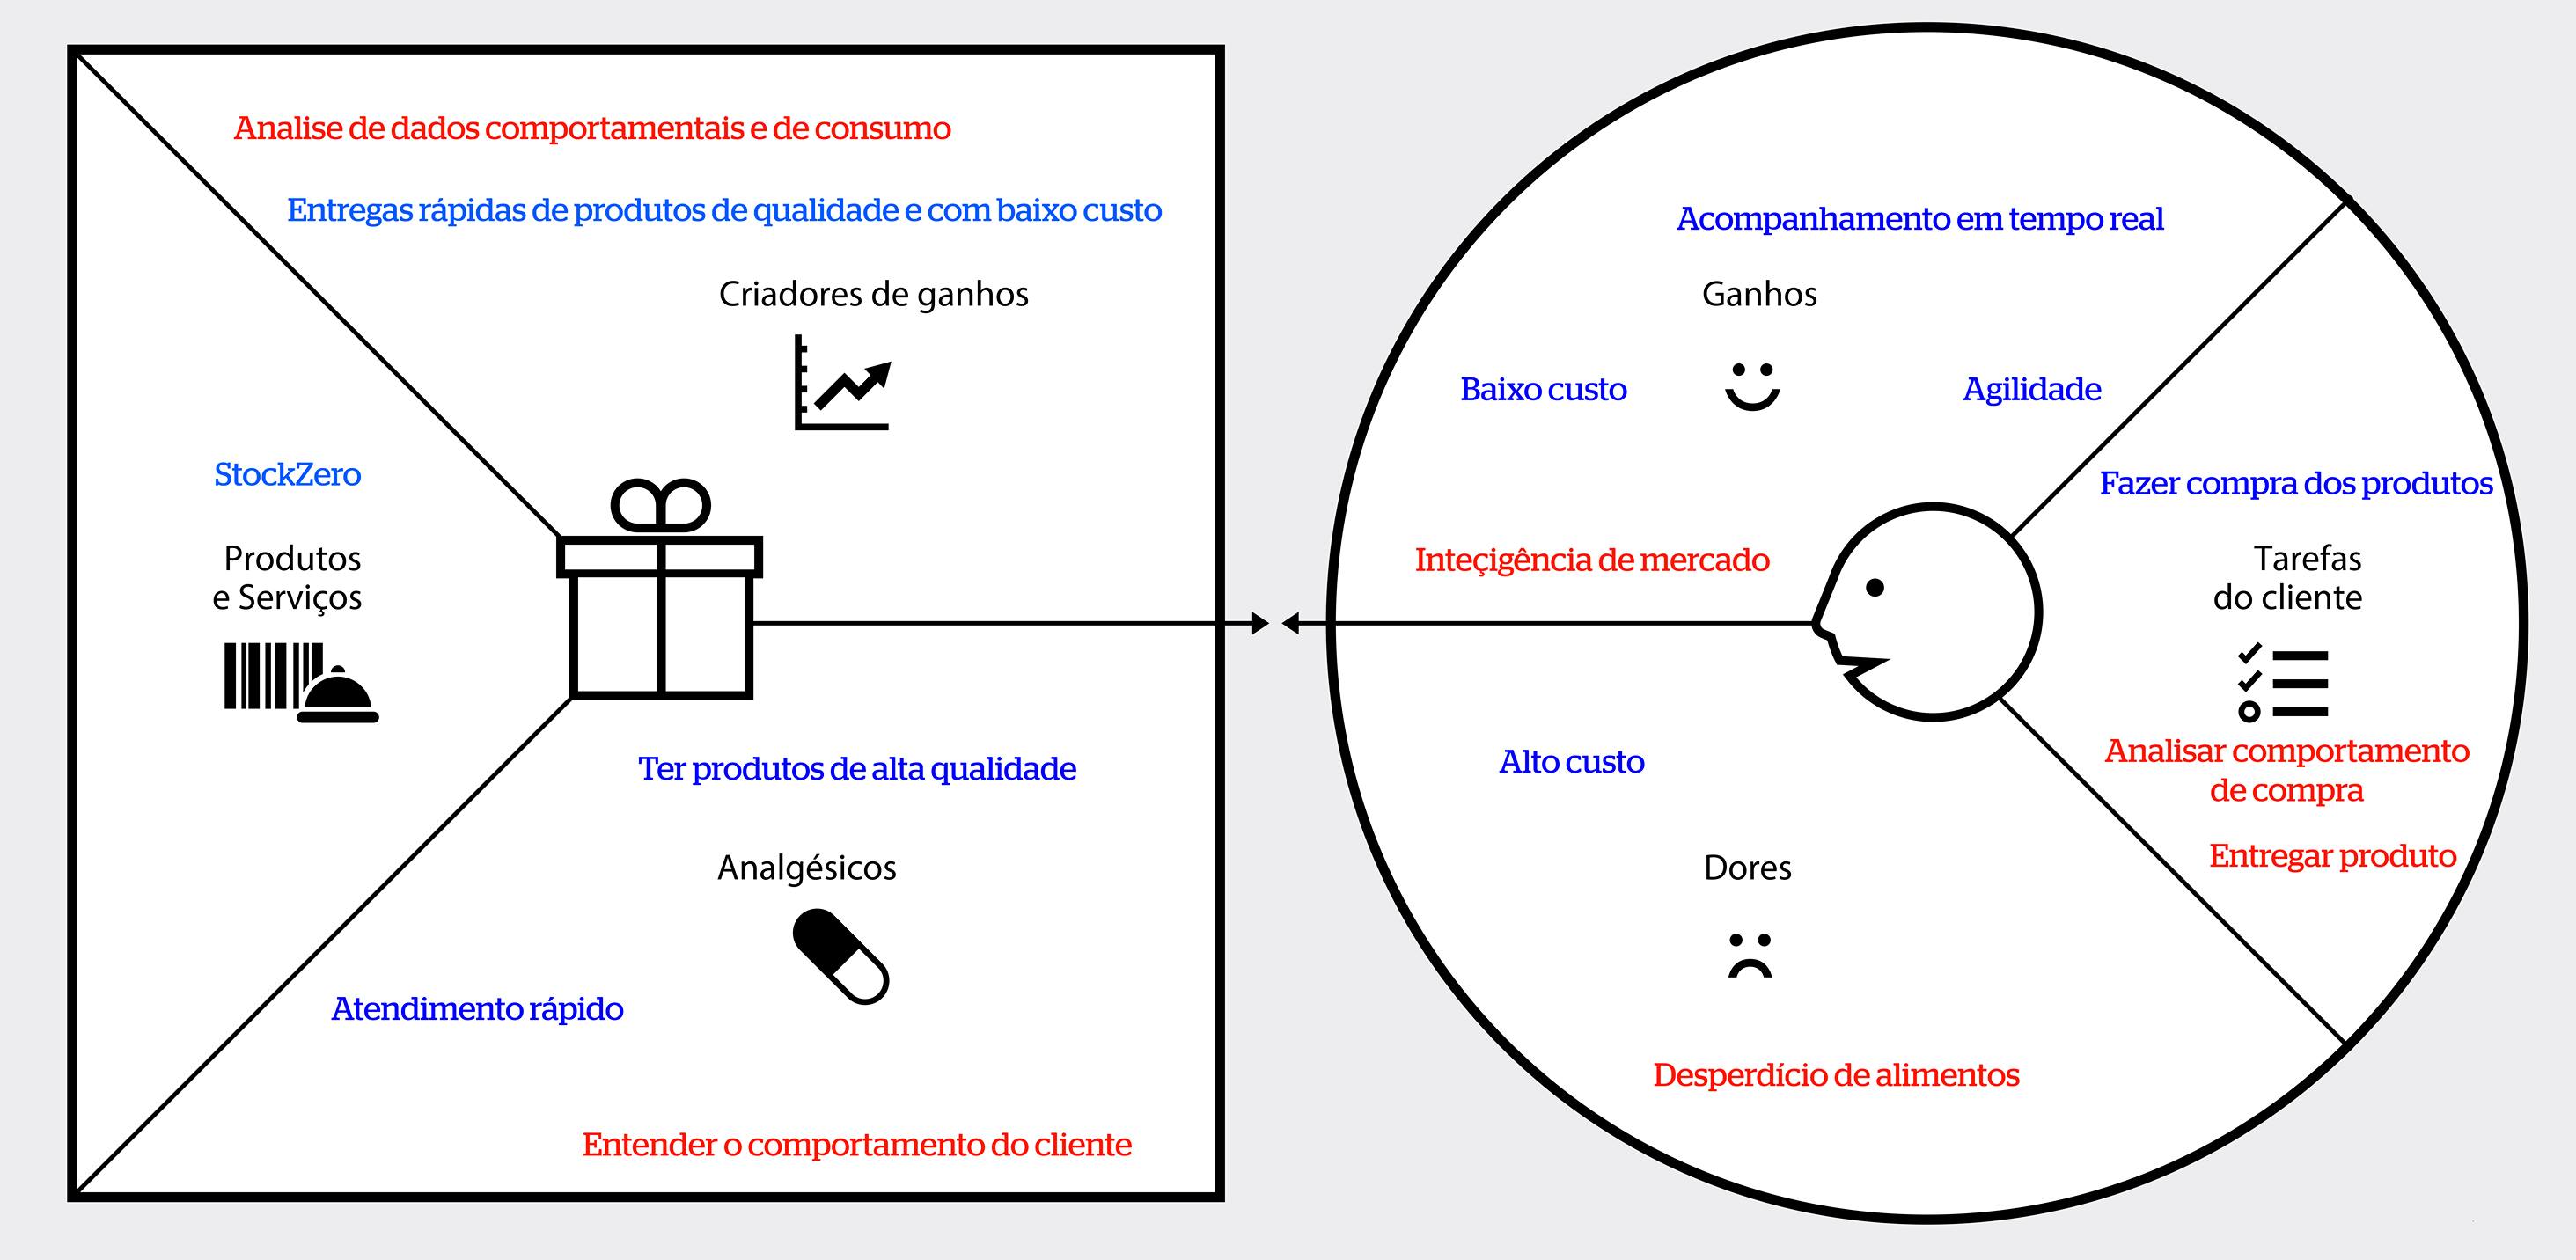 Analise de dados comportamentais e de consumo
Entregas rápidas de produtos de qualidade e com baixo custo
Criadores de ganhos
StockZero
Produtos
e Serviços
Ter produtos de alta qualidade
Analgésicos
Atendimento rápido
Entender o comportamento do cliente
Acompanhamento em tempo real
Ganhos
Baixo custo
Agilidade
Inteçigência de mercado
Fazer compra dos produtos
Tarefas
do cliente
Analisar comportamento
de compra
Entregar produto
Alto custo
Dores
Desperdício de alimentos